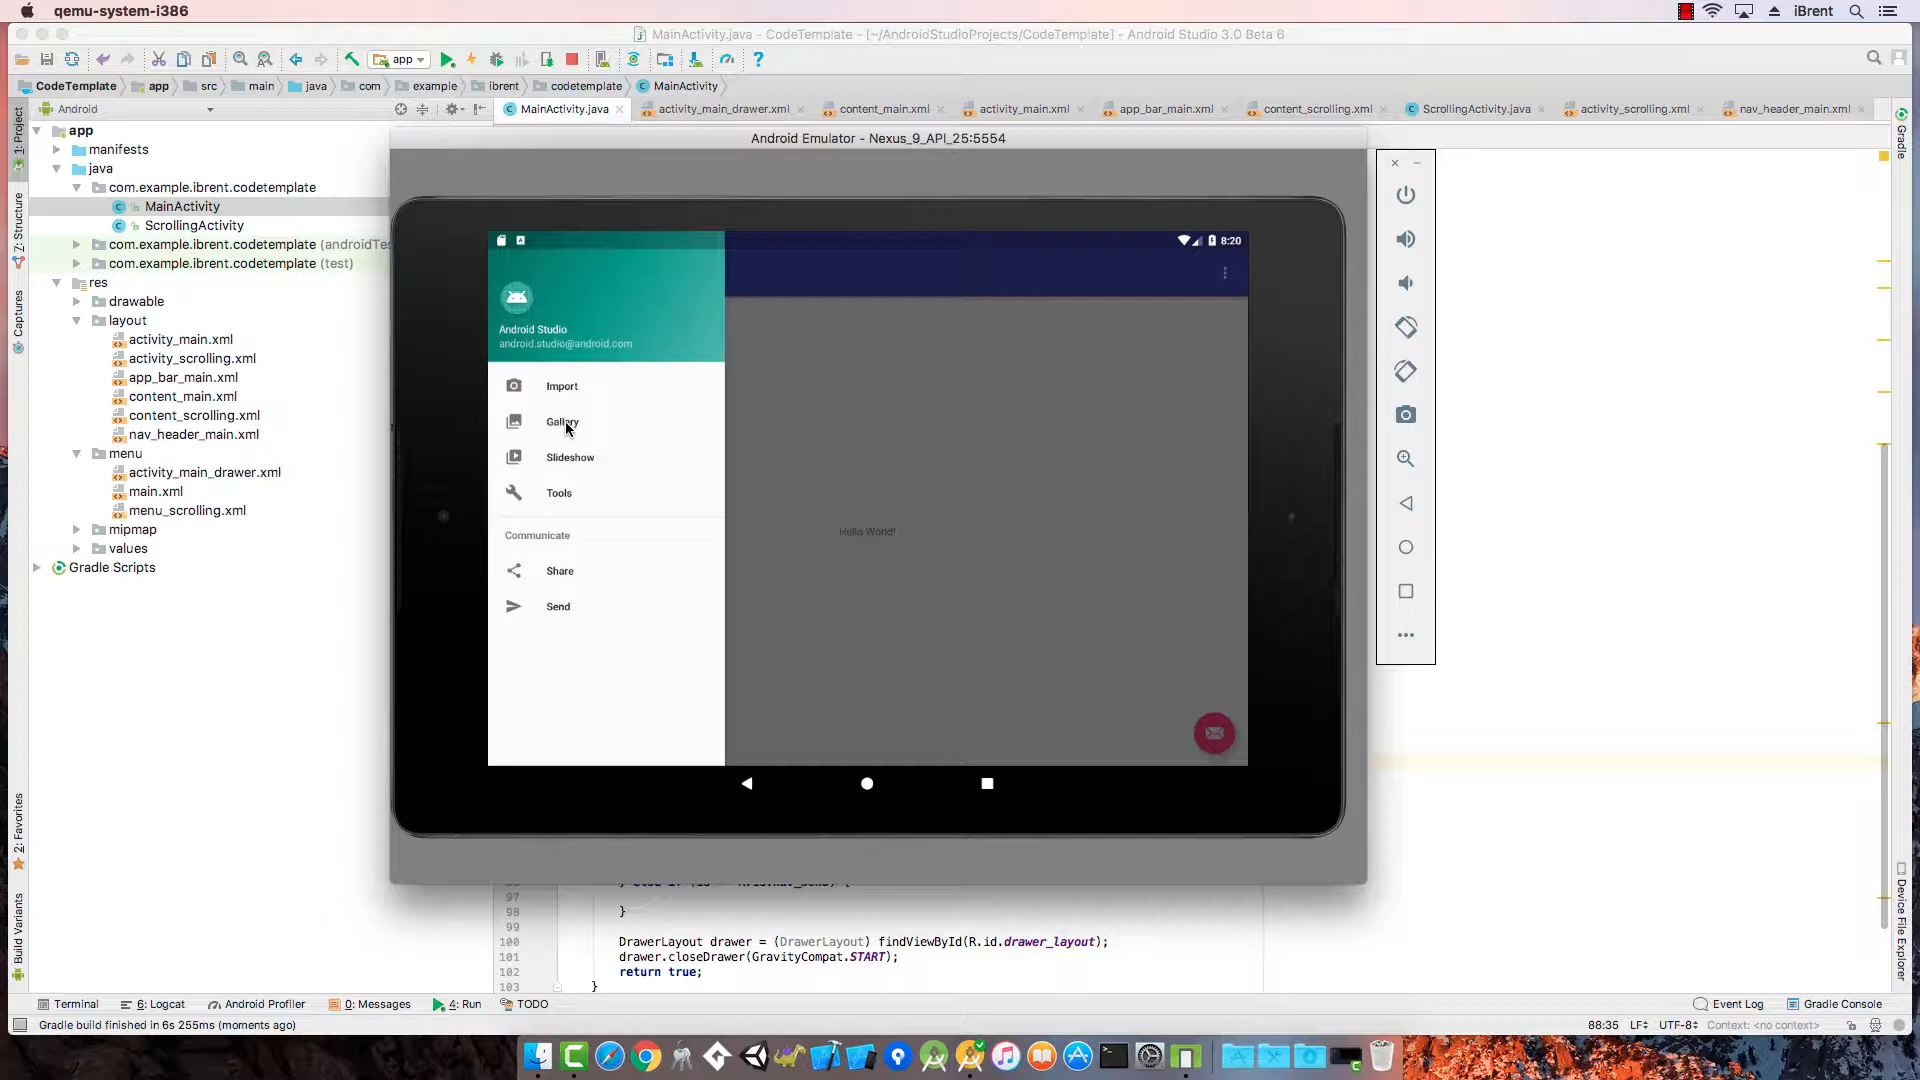 qemu-system-i386
iBrent
MainActivity.java - CodeTemplate - [~/AndroidStudioProjects/CodeTemplate] - Android Studio 3.0 Beta 6
app
CodeTemplate
app
src
main
java
com
example
ibrent
codetemplate
MainActivity
Android
MainActivity.java
activity_main_drawer.xml
content_main.xml
activity_main.xml
app_bar_main.xml
content_scrolling.xml
ScrollingActivity.java
activity_scrolling.xml
nav_header_main.xml
1: Project
7: Structure
Captures
2: Favorites
Build Variants
Gradle
Device File Explorer
app
manifests
java
com.example.ibrent.codetemplate
MainActivity
ScrollingActivity
com.example.ibrent.codetemplate (androidTes
com.example.ibrent.codetemplate (test)
res
drawable
layout
activity_main.xml
activity_scrolling.xml
app_bar_main.xml
content_main.xml
content_scrolling.xml
nav_header_main.xml
menu
activity_main_drawer.xml
main.xml
menu_scrolling.xml
mipmap
values
Gradle Scripts
Android Emulator - Nexus_9_API_25:5554
8:20
Android Studio
android.studio@android.com
Import
Gallery
Slideshow
Tools
Communicate
Share
Send
Hello World!
97
98 }
99
100 DrawerLayout drawer = (DrawerLayout) findViewById(R.id.drawer_layout);
101 drawer.closeDrawer(GravityCompat.START);
102 return true;
103 }
Terminal
6: Logcat
Android Profiler
0: Messages
4: Run
TODO
Event Log
Gradle Console
Gradle build finished in 6s 255ms (moments ago)
88:35
LF÷
UTF-8÷
Context: <no context>